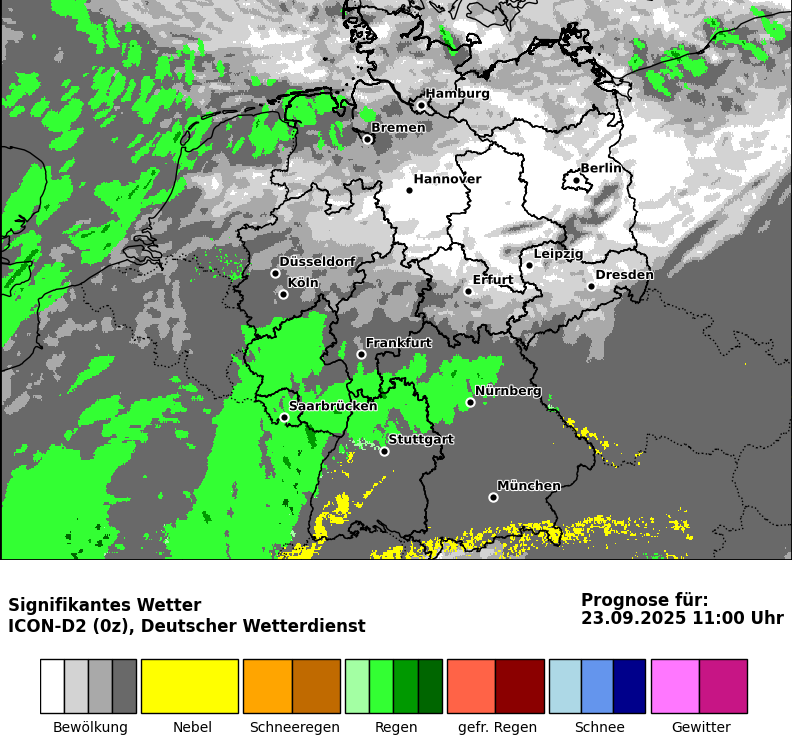 Hamburg
Bremen
Berlin
Hannover
Leipzig
Düsseldorf
Dresden
Erfurt
Köln
Frankfurt
Nürnberg
Saarbrücken
Stuttgart
München
Signifikantes Wetter
ICON-D2 (0z), Deutscher Wetterdienst
Prognose für:
23.09.2025 11:00 Uhr
Bewölkung Nebel Schneeregen Regen gefr. Regen Schnee Gewitter